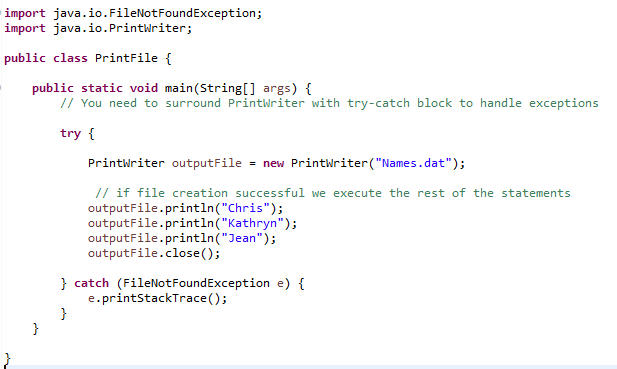 import java.io.FileNotFoundException;
import java.io.PrintWriter;

public class PrintFile {

    public static void main(String[] args) {
        // You need to surround PrintWriter with try-catch block to handle exceptions

        try {

            PrintWriter outputFile = new PrintWriter("Names.dat");

             // if file creation successful we execute the rest of the statements
            outputFile.println("Chris");
            outputFile.println("Kathryn");
            outputFile.println("Jean");
            outputFile.close();

        } catch (FileNotFoundException e) {
            e.printStackTrace();
        }
    }

}